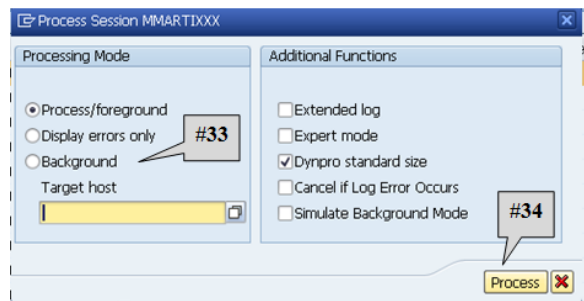 Process Session MMARTIXXX
Processing Mode
Process/foreground
Display errors only
Background
Target host
#33
Additional Functions
Extended log
Expert mode
Dynpro standard size
Cancel if Log Error Occurs
Simulate Background Mode
#34
Process